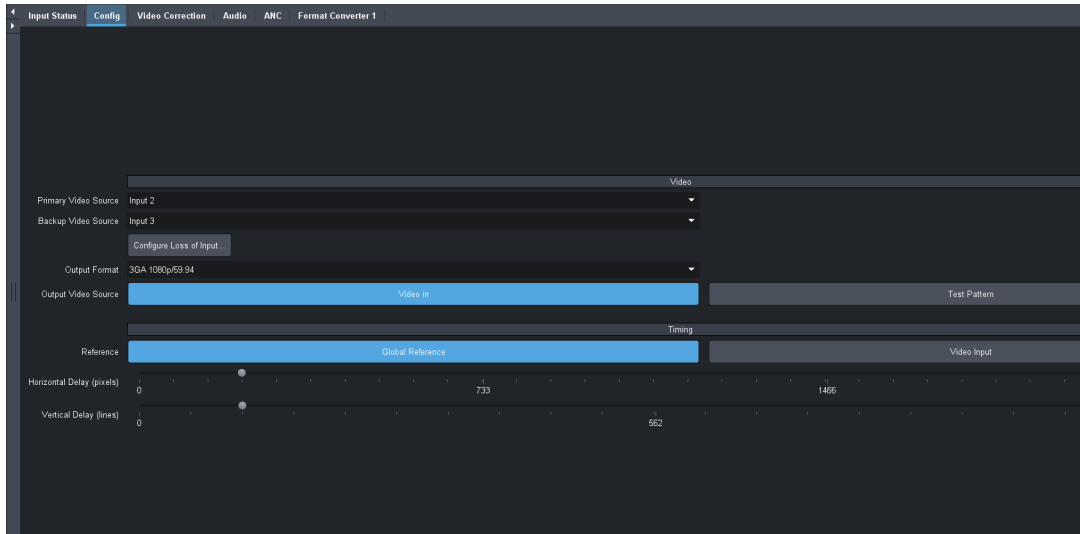 Input Status Config Video Correction Audio ANC Format Converter 1
Video
Primary Video Source Input 2
Backup Video Source Input 3
Configure Loss of Input...
Output Format 3GA 1080p/59.94
Output Video Source Video in Test Pattern
Timing
Reference Global Reference Video Input
Horizontal Delay (pixels)
0 733 1466
Vertical Delay (lines)
0 562